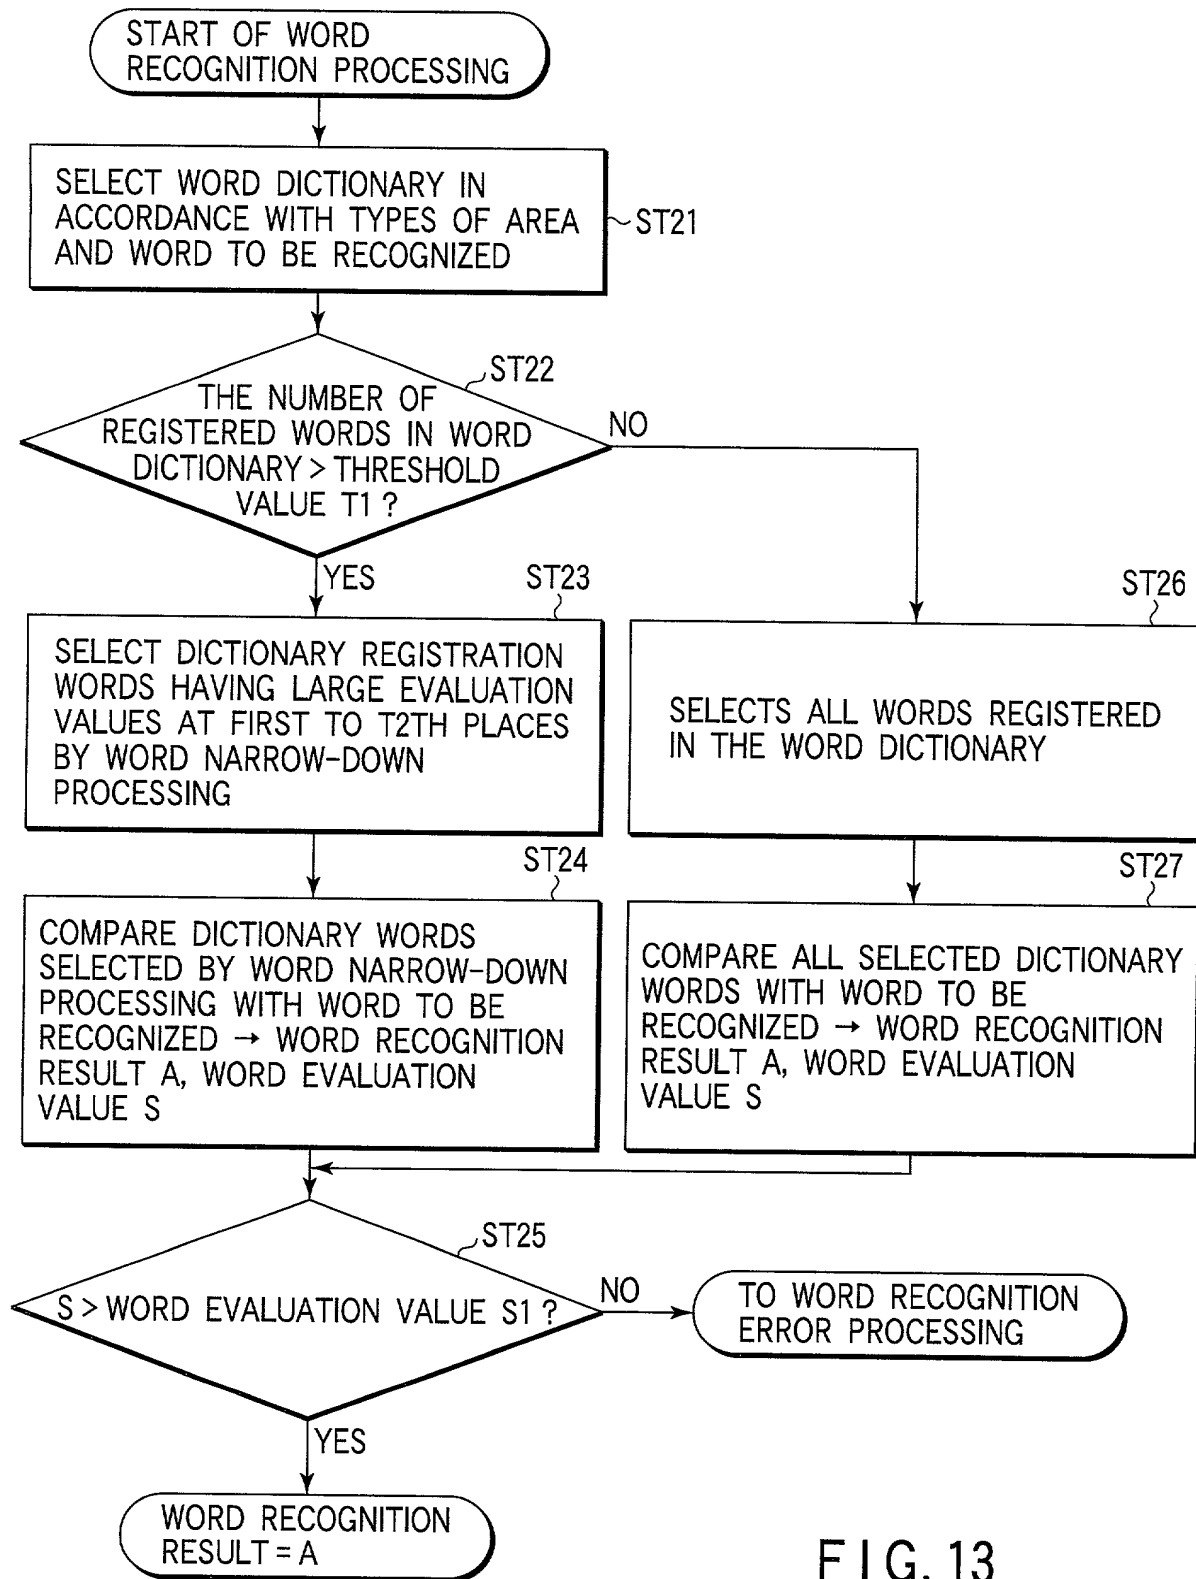 START OF WORD
RECOGNITION PROCESSING
SELECT WORD DICTIONARY IN
ACCORDANCE WITH TYPES OF AREA
AND WORD TO BE RECOGNIZED
ST21
ST22
THE NUMBER OF
REGISTERED WORDS IN WORD
DICTIONARY > THRESHOLD
VALUE T1 ?
NO
YES
ST23
SELECT DICTIONARY REGISTRATION
WORDS HAVING LARGE EVALUATION
VALUES AT FIRST TO T2TH PLACES
BY WORD NARROW-DOWN
PROCESSING
ST26
SELECTS ALL WORDS REGISTERED
IN THE WORD DICTIONARY
ST24
COMPARE DICTIONARY WORDS
SELECTED BY WORD NARROW-DOWN
PROCESSING WITH WORD TO BE
RECOGNIZED → WORD RECOGNITION
RESULT A, WORD EVALUATION
VALUE S
ST27
COMPARE ALL SELECTED DICTIONARY
WORDS WITH WORD TO BE
RECOGNIZED → WORD RECOGNITION
RESULT A, WORD EVALUATION
VALUE S
ST25
S > WORD EVALUATION VALUE S1 ?
NO
TO WORD RECOGNITION
ERROR PROCESSING
YES
WORD RECOGNITION
RESULT = A
FIG. 13